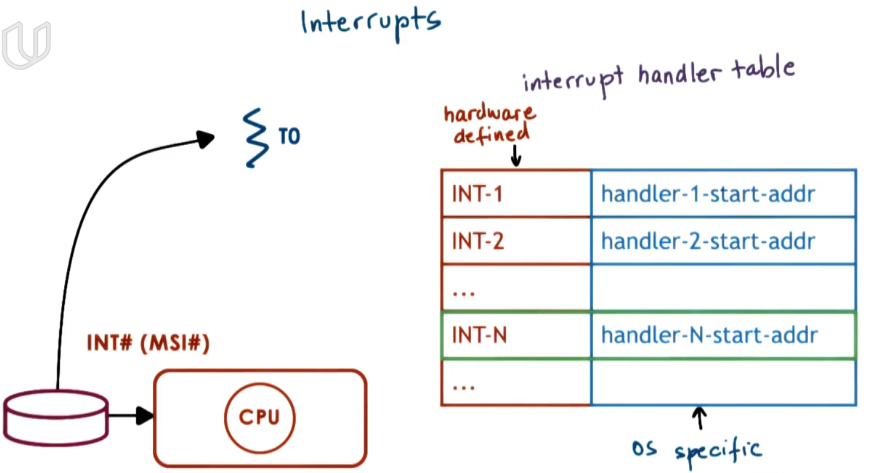 Interrupts
interrupt handler table
hardware
defined
T0
INT-1 handler-1-start-addr
INT-2 handler-2-start-addr
...
INT-N handler-N-start-addr
...
INT# (MSI#)
CPU
OS specific